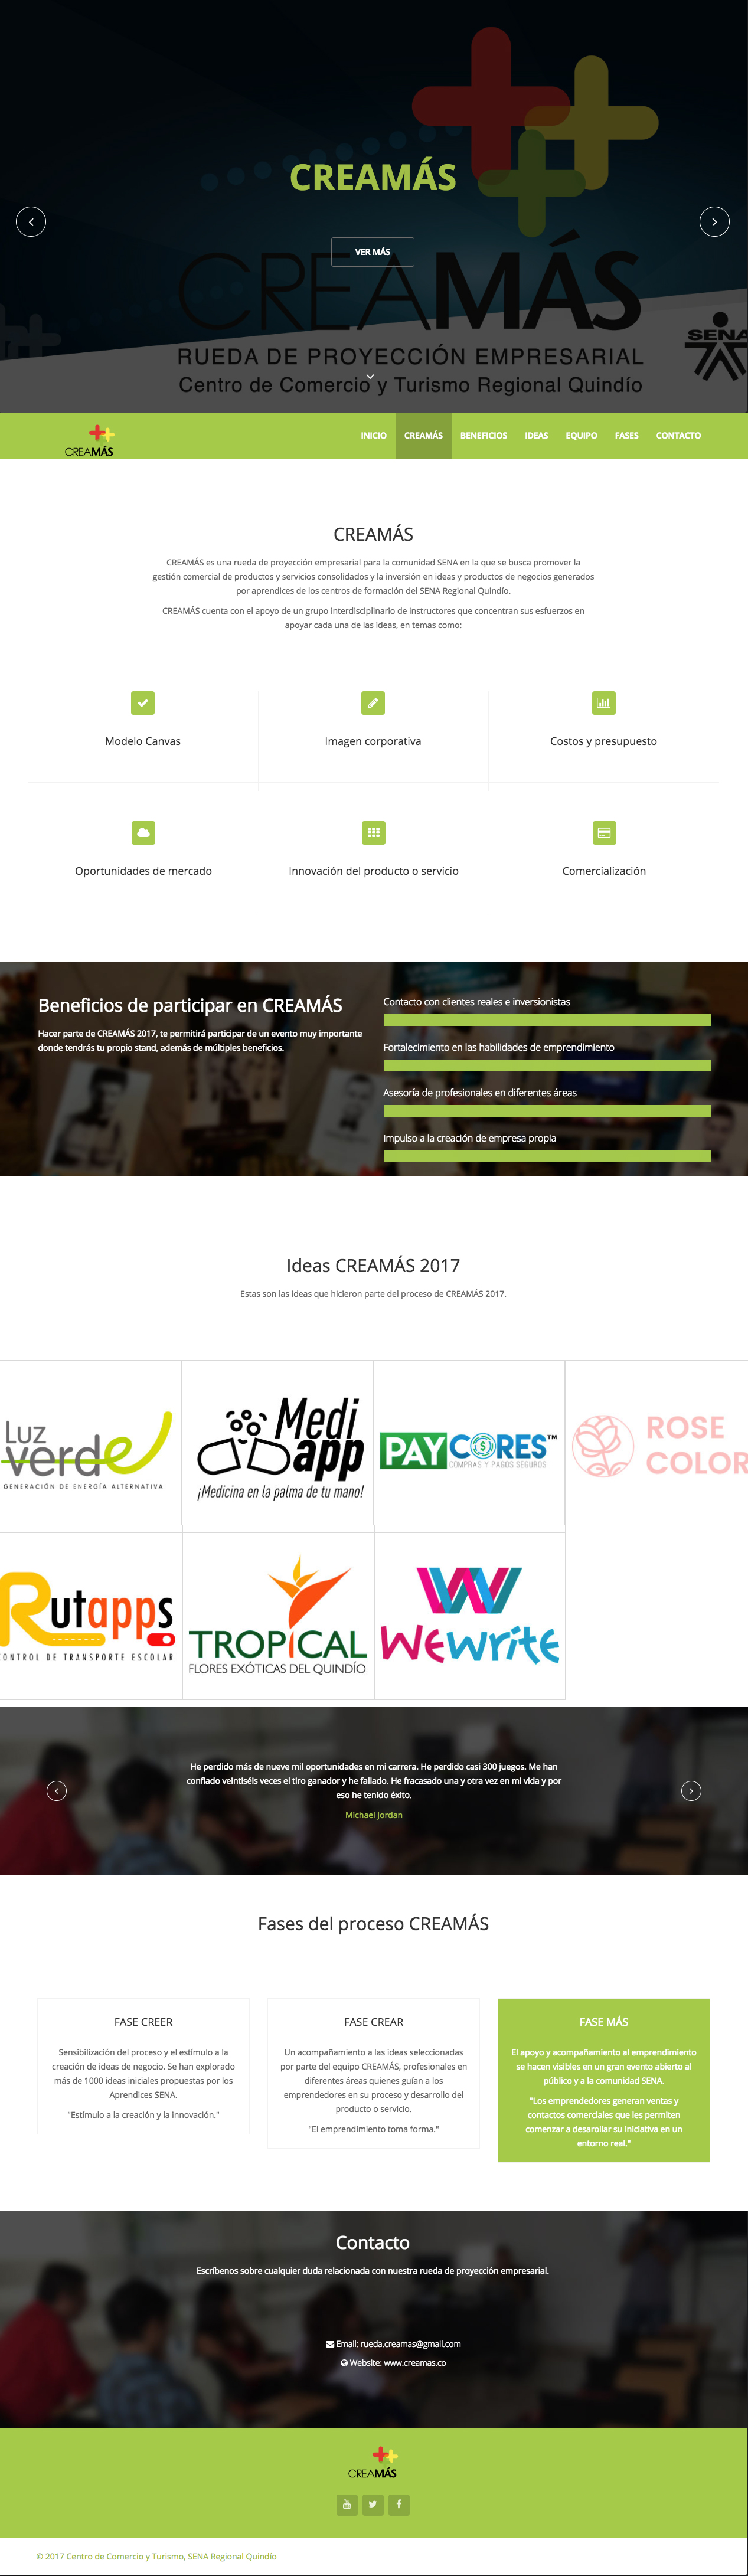 CREAMÁS
VER MÁS
CREAMÁS
RUEDA DE PROYECCIÓN EMPRESARIAL
Centro de Comercio y Turismo Regional Quindío
SENA
CREAMÁS
INICIO
CREAMÁS
BENEFICIOS
IDEAS
EQUIPO
FASES
CONTACTO
CREAMÁS
CREAMÁS es una rueda de proyección empresarial para la comunidad SENA en la que se busca promover la
gestión comercial de productos y servicios consolidados y la inversión en ideas y productos de negocios generados
por aprendices de los centros de formación del SENA Regional Quindío.
CREAMÁS cuenta con el apoyo de un grupo interdisciplinario de instructores que concentran sus esfuerzos en
apoyar cada una de las ideas, en temas como:
Modelo Canvas
Imagen corporativa
Costos y presupuesto
Oportunidades de mercado
Innovación del producto o servicio
Comercialización
Beneficios de participar en CREAMÁS
Hacer parte de CREAMÁS 2017, te permitirá participar de un evento muy importante
donde tendrás tu propio stand, además de múltiples beneficios.
Contacto con clientes reales e inversionistas
Fortalecimiento en las habilidades de emprendimiento
Asesoría de profesionales en diferentes áreas
Impulso a la creación de empresa propia
Ideas CREAMÁS 2017
Estas son las ideas que hicieron parte del proceso de CREAMÁS 2017.
LUZ
verde
GENERACIÓN DE ENERGÍA ALTERNATIVA
Medi
app
¡Medicina en la palma de tu mano!
PAYCORES™
COMPRAS Y PAGOS SEGUROS
ROSE
COLOR
Rutapps
CONTROL DE TRANSPORTE ESCOLAR
TROPICAL
FLORES EXÓTICAS DEL QUINDÍO
W
Wewrite
He perdido más de nueve mil oportunidades en mi carrera. He perdido casi 300 juegos. Me han
confiado veintiséis veces el tiro ganador y he fallado. He fracasado una y otra vez en mi vida y por
eso he tenido éxito.
Michael Jordan
Fases del proceso CREAMÁS
FASE CREER
Sensibilización del proceso y el estímulo a la
creación de ideas de negocio. Se han explorado
más de 1000 ideas iniciales propuestas por los
Aprendices SENA.
"Estímulo a la creación y la innovación."
FASE CREAR
Un acompañamiento a las ideas seleccionadas
por parte del equipo CREAMÁS, profesionales en
diferentes áreas quienes guían a los
emprendedores en su proceso y desarrollo del
producto o servicio.
"El emprendimiento toma forma."
FASE MÁS
El apoyo y acompañamiento al emprendimiento
se hacen visibles en un gran evento abierto al
público y a la comunidad SENA.
"Los emprendedores generan ventas y
contactos comerciales que les permiten
comenzar a desarollar su iniciativa en un
entorno real."
Contacto
Escríbenos sobre cualquier duda relacionada con nuestra rueda de proyección empresarial.
Email: rueda.creamas@gmail.com
Website: www.creamas.co
CREAMÁS
© 2017 Centro de Comercio y Turismo, SENA Regional Quindío